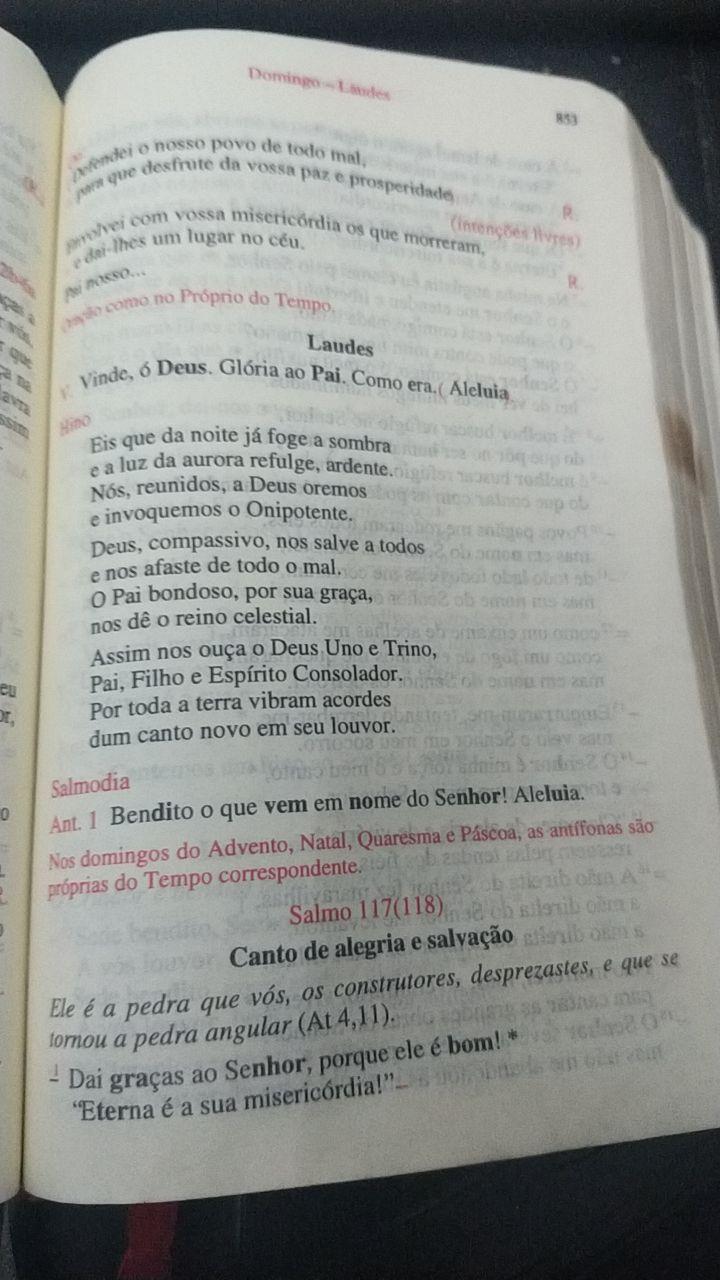 Domingo – Laudes
853
Defendei o nosso povo de todo mal,
para que desfrute da vossa paz e prosperidade
R.
(intenções livres)
Envolvei com vossa misericórdia os que morreram,
e dai-lhes um lugar no céu.
R.
Pai nosso...
Oração como no Próprio do Tempo.
Laudes
V. Vinde, ó Deus. Glória ao Pai. Como era.( Aleluia
Hino
Eis que da noite já foge a sombra
e a luz da aurora refulge, ardente.
Nós, reunidos, a Deus oremos
e invoquemos o Onipotente.
Deus, compassivo, nos salve a todos
e nos afaste de todo o mal.
O Pai bondoso, por sua graça,
nos dê o reino celestial.
Assim nos ouça o Deus Uno e Trino,
Pai, Filho e Espírito Consolador.
Por toda a terra vibram acordes
dum canto novo em seu louvor.
Salmodia
Ant. 1 Bendito o que vem em nome do Senhor! Aleluia.
Nos domingos do Advento, Natal, Quaresma e Páscoa, as antífonas são
próprias do Tempo correspondente.
Salmo 117(118)
Canto de alegria e salvação
Ele é a pedra que vós, os construtores, desprezastes, e que se
tornou a pedra angular (At 4,11).
–¹ Dai graças ao Senhor, porque ele é bom! *
“Eterna é a sua misericórdia!” –